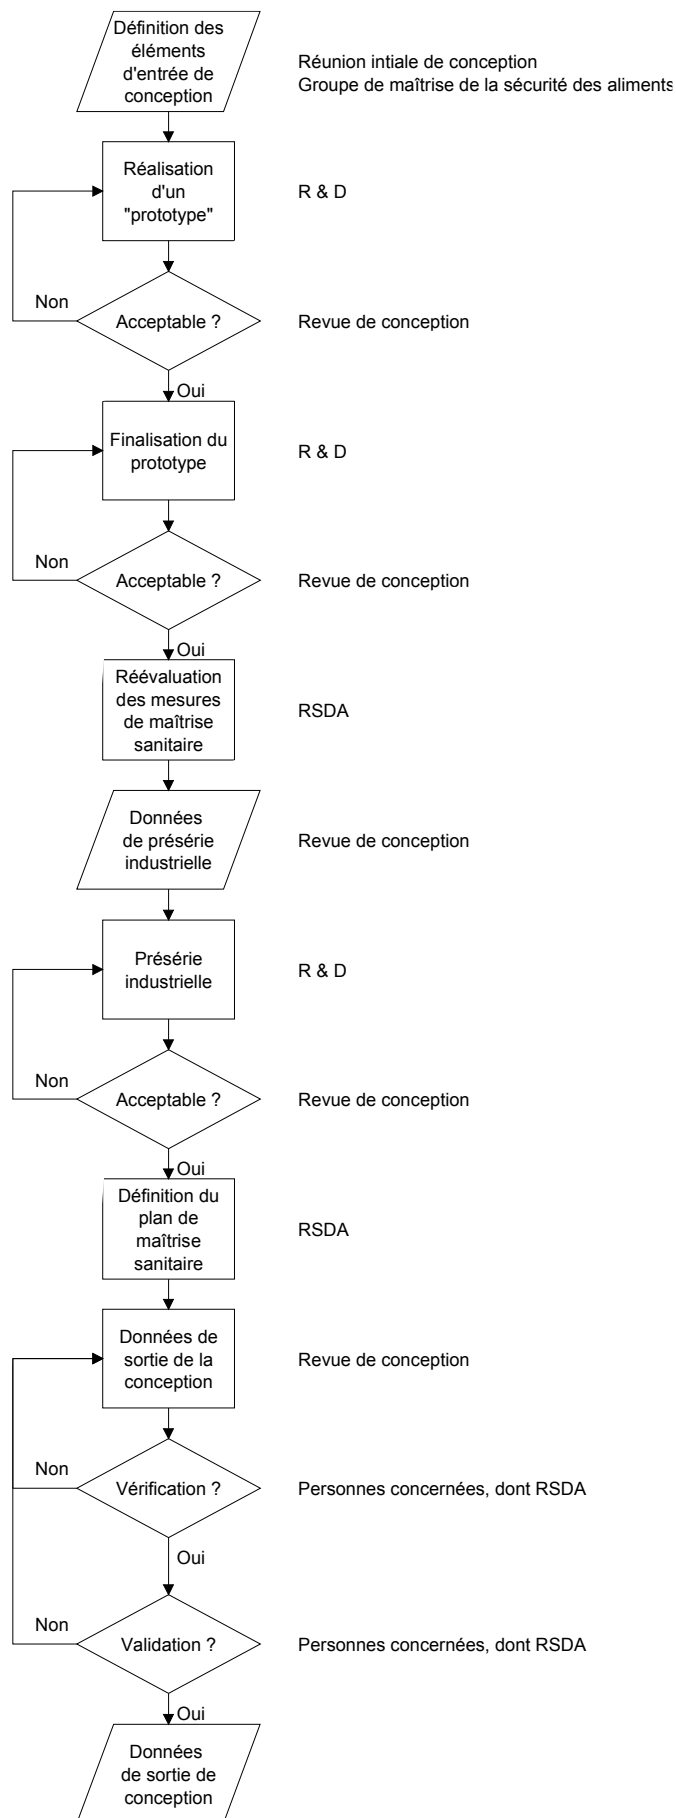 Définition des
éléments
d'entrée de
conception
Réunion intiale de conception
Groupe de maîtrise de la sécurité des aliments
Réalisation
d'un
"prototype"
R & D
Non
Acceptable ?
Revue de conception
Oui
Finalisation du
prototype
R & D
Non
Acceptable ?
Revue de conception
Oui
Réévaluation
des mesures
de maîtrise
sanitaire
RSDA
Données
de présérie
industrielle
Revue de conception
Présérie
industrielle
R & D
Non
Acceptable ?
Revue de conception
Oui
Définition du
plan de
maîtrise
sanitaire
RSDA
Données de
sortie de la
conception
Revue de conception
Non
Vérification ?
Personnes concernées, dont RSDA
Oui
Non
Validation ?
Personnes concernées, dont RSDA
Oui
Données
de sortie de
conception